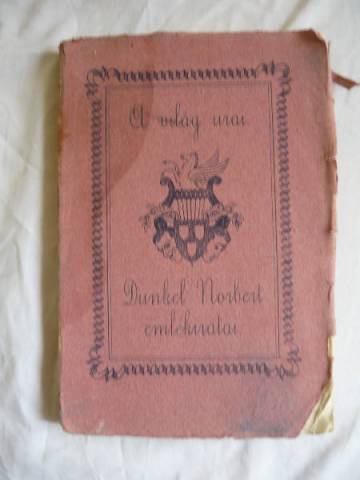 A világ urai.
Dunkel Norbert
emlékiratai.